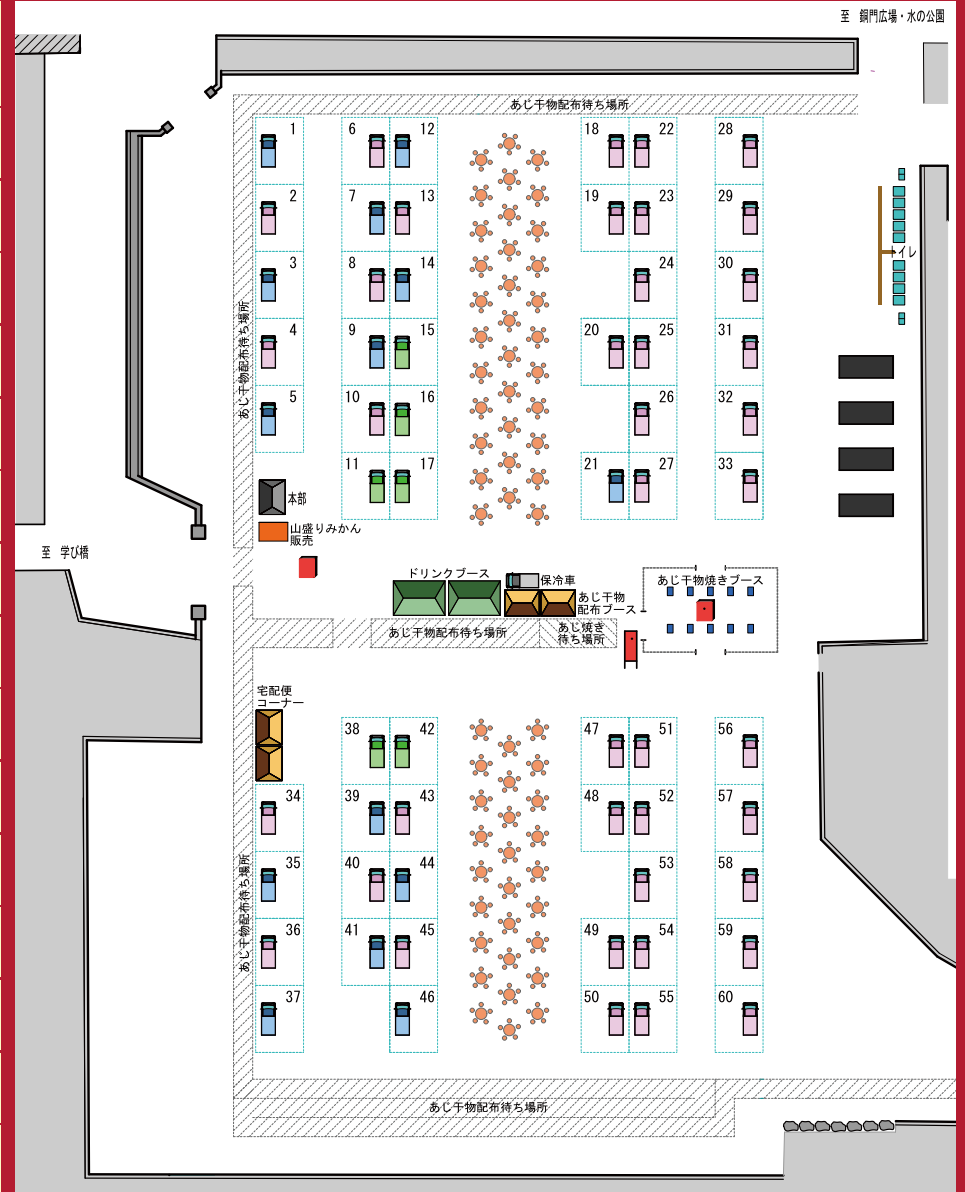 至 銅門広場・水の公園
あじ干物配布待ち場所
1 6 12 18 22 28
2 7 13 19 23 29
3 8 14 24 30
トイレ
あじ干物配布待ち場所
4 9 15 20 25 31
5 10 16 26 32
11 17 21 27 33
本部
山盛りみかん
販売
至 学び橋
ドリンクブース
保冷車
あじ干物
配布ブース
あじ干物焼きブース
あじ干物配布待ち場所
あじ焼き
待ち場所
宅配便
コーナー
38 42 47 51 56
34 39 43 48 52 57
35 40 44 53 58
あじ干物配布待ち場所
36 41 45 49 54 59
37 46 50 55 60
あじ干物配布待ち場所